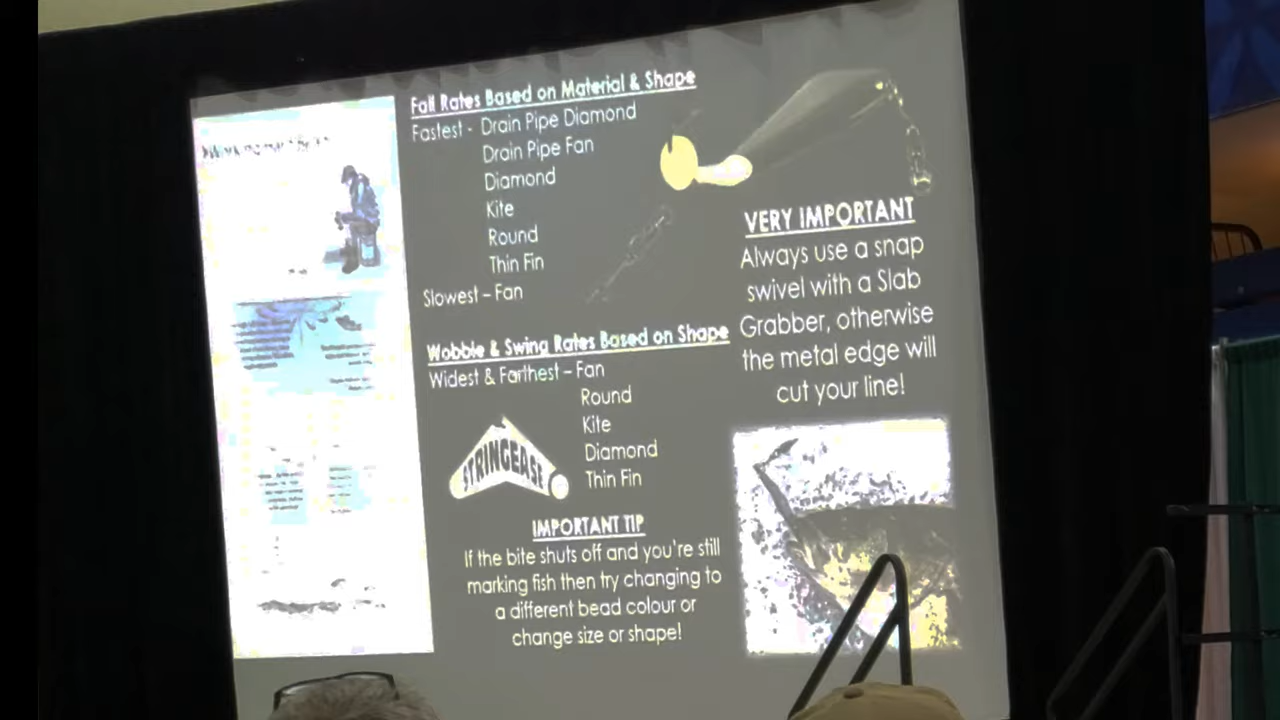 Fall Rates Based on Material & Shape
Fastest - Drain Pipe Diamond
Drain Pipe Fan
Diamond
Kite
Round
Thin Fin
Slowest – Fan
Wobble & Swing Rates Based on Shape
Widest & Farthest – Fan
Round
Kite
Diamond
Thin Fin
STRINGEASE
IMPORTANT TIP
If the bite shuts off and you're still
marking fish then try changing to
a different bead colour or
change size or shape!
VERY IMPORTANT
Always use a snap
swivel with a Slab
Grabber, otherwise
the metal edge will
cut your line!